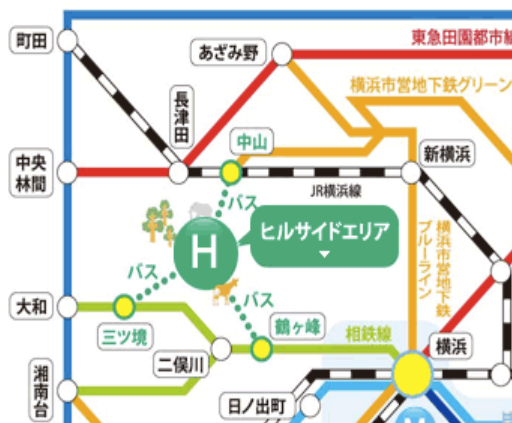 町田
あざみ野
東急田園都市線
横浜市営地下鉄グリーン
長津田
中山
新横浜
中央
林間
JR横浜線
バス
H
ヒルサイドエリア
横浜市営地下鉄
ブルーライン
バス
バス
大和
三ツ境
鶴ヶ峰
相鉄線
横浜
二俣川
湘南台
日ノ出町